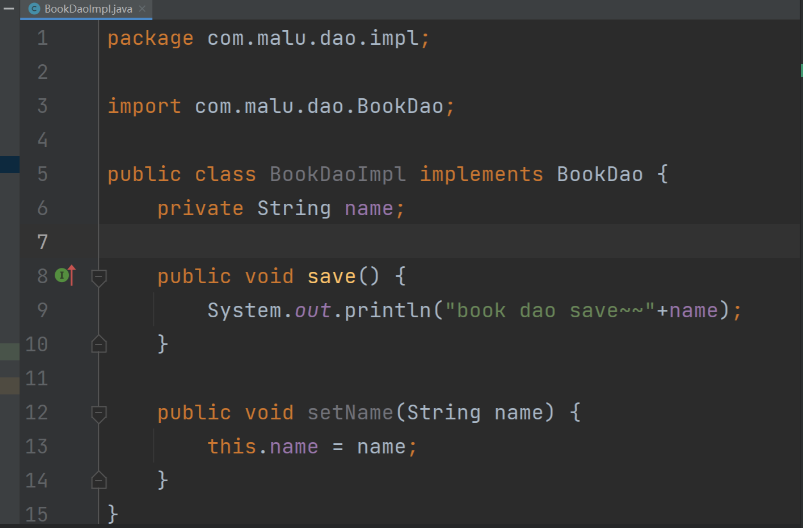 BookDaoImpl.java
1 package com.malu.dao.impl;
2
3 import com.malu.dao.BookDao;
4
5 public class BookDaoImpl implements BookDao {
6     private String name;
7
8     public void save() {
9         System.out.println("book dao save~~"+name);
10     }
11
12     public void setName(String name) {
13         this.name = name;
14     }
15 }